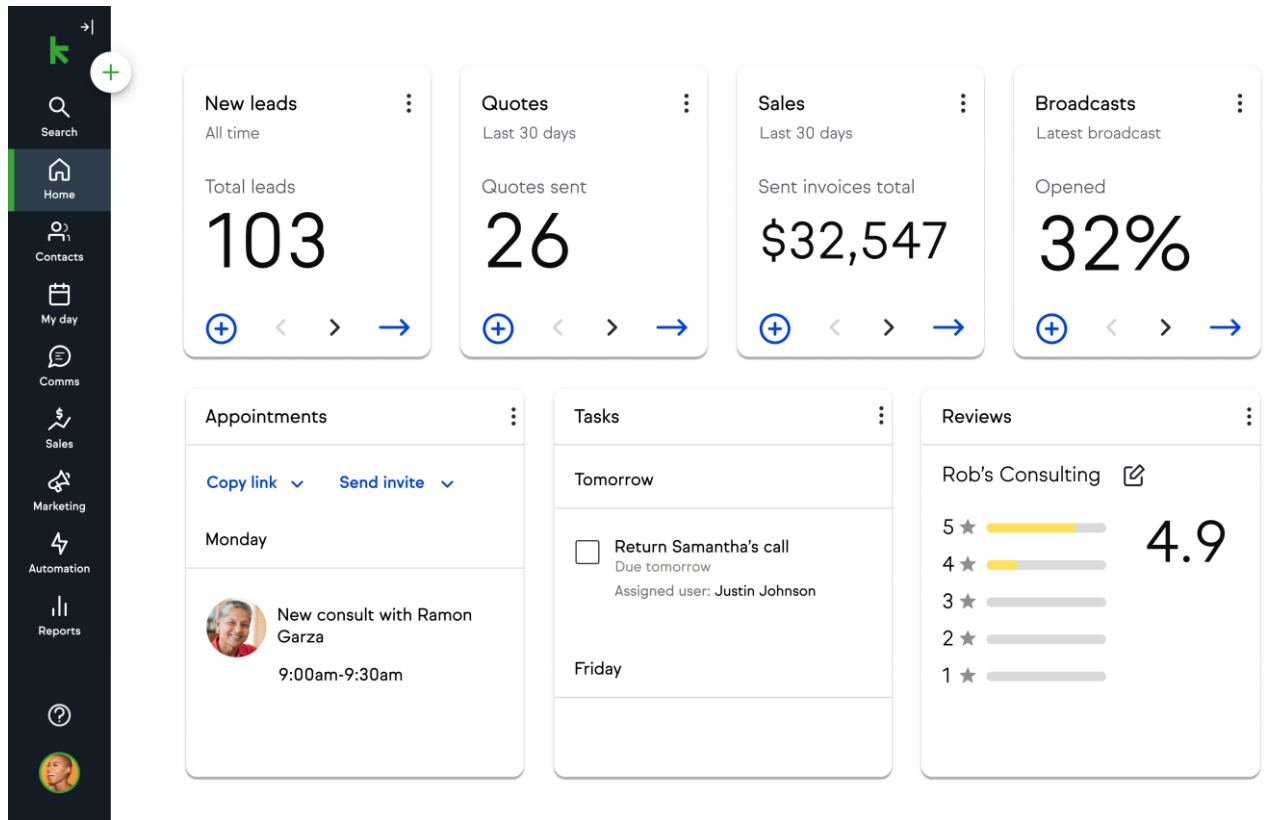 Search
Home
Contacts
My day
Comms
Sales
Marketing
Automation
Reports
New leads
All time
Total leads
103
Quotes
Last 30 days
Quotes sent
26
Sales
Last 30 days
Sent invoices total
$32,547
Broadcasts
Latest broadcast
Opened
32%
Appointments
Copy link
Send invite
Monday
New consult with Ramon
Garza
9:00am-9:30am
Tasks
Tomorrow
Return Samantha’s call
Due tomorrow
Assigned user: Justin Johnson
Friday
Reviews
Rob’s Consulting
5
4
3
2
1
4.9